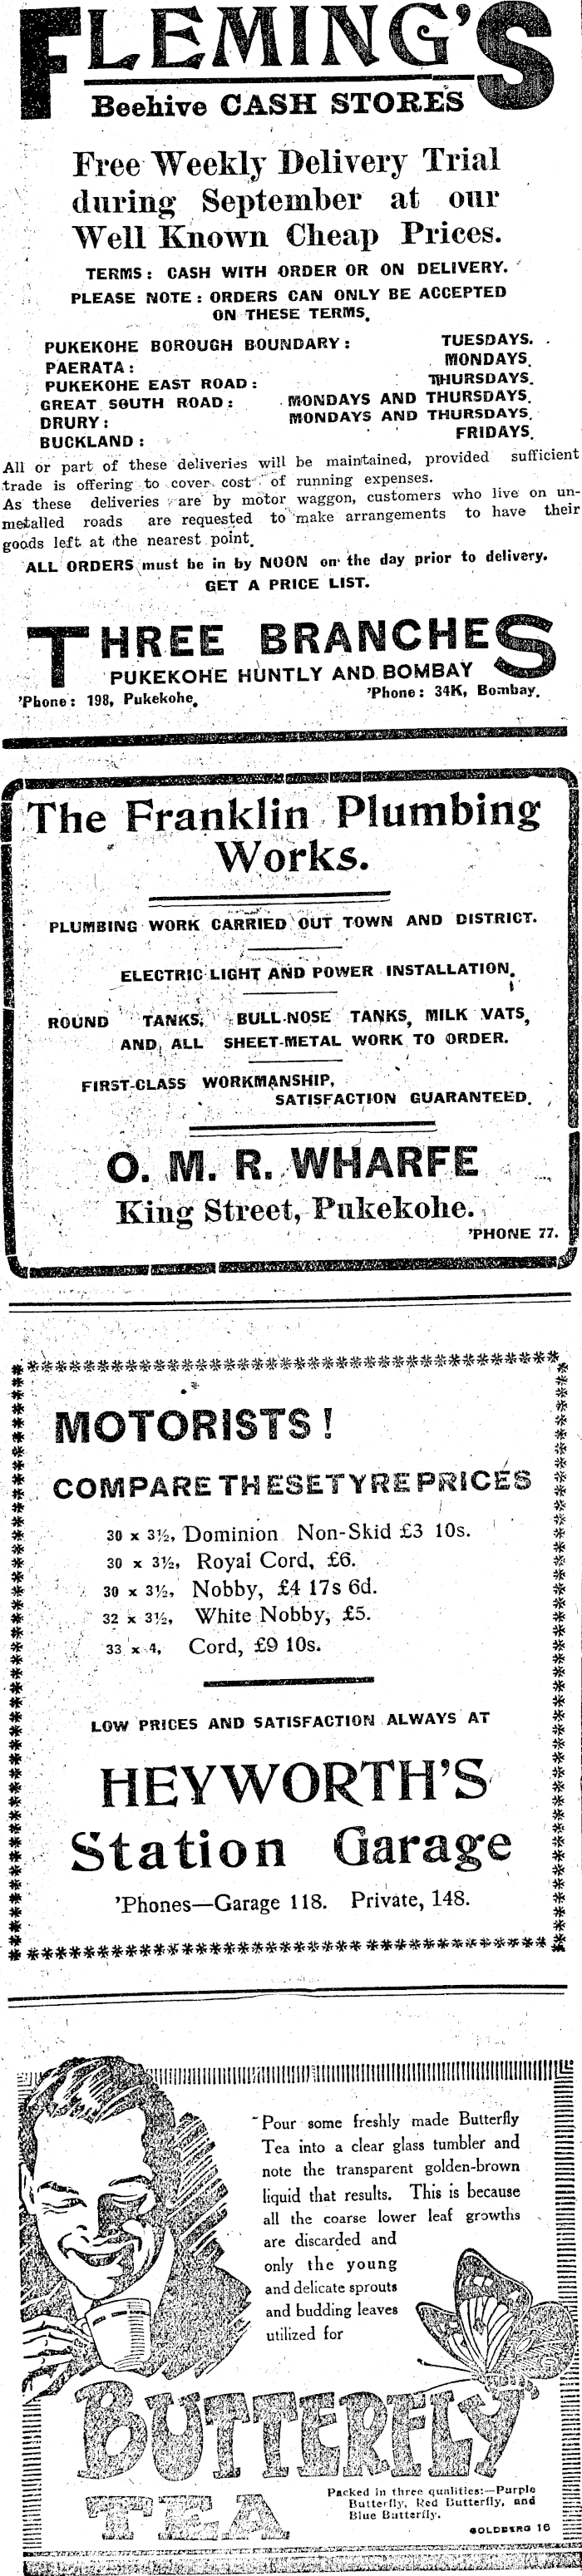 FLEMING'S
Beehive CASH STORES
Free Weekly Delivery Trial
during September at our
Well Known Cheap Prices.
TERMS: CASH WITH ORDER OR ON DELIVERY.
PLEASE NOTE: ORDERS CAN ONLY BE ACCEPTED
ON THESE TERMS.
PUKEKOHE BOROUGH BOUNDARY: TUESDAYS.
PAERATA: MONDAYS.
PUKEKOHE EAST ROAD: THURSDAYS.
GREAT SOUTH ROAD: MONDAYS AND THURSDAYS.
DRURY: MONDAYS AND THURSDAYS.
BUCKLAND: FRIDAYS.
All or part of these deliveries will be maintained, provided sufficient
trade is offering to cover cost of running expenses.
As these deliveries are by motor waggon, customers who live on un-
metalled roads are requested to make arrangements to have their
goods left at the nearest point.
ALL ORDERS must be in by NOON on the day prior to delivery.
GET A PRICE LIST.
THREE BRANCHES
PUKEKOHE HUNTLY AND BOMBAY
'Phone: 198, Pukekohe. 'Phone: 34K, Bombay.
The Franklin Plumbing
Works.
PLUMBING WORK CARRIED OUT TOWN AND DISTRICT.
ELECTRIC LIGHT AND POWER INSTALLATION.
ROUND TANKS, BULL-NOSE TANKS, MILK VATS,
AND ALL SHEET-METAL WORK TO ORDER.
FIRST-CLASS WORKMANSHIP,
SATISFACTION GUARANTEED.
O. M. R. WHARFE
King Street, Pukekohe.
'PHONE 77.
MOTORISTS!
COMPARE THESE TYRE PRICES
30 x 3½, Dominion Non-Skid £3 10s.
30 x 3½, Royal Cord, £6.
30 x 3½, Nobby, £4 17s 6d.
32 x 3½, White Nobby, £5.
33 x 4, Cord, £9 10s.
LOW PRICES AND SATISFACTION ALWAYS AT
HEYWORTH'S
Station Garage
'Phones—Garage 118. Private, 148.
Pour some freshly made Butterfly
Tea into a clear glass tumbler and
note the transparent golden-brown
liquid that results. This is because
all the coarse lower leaf growths
are discarded and
only the young
and delicate sprouts
and budding leaves
utilized for
BUTTERFLY
TEA
Packed in three qualities:—Purple
Butterfly, Red Butterfly, and
Blue Butterfly.
GOLDBERG 16